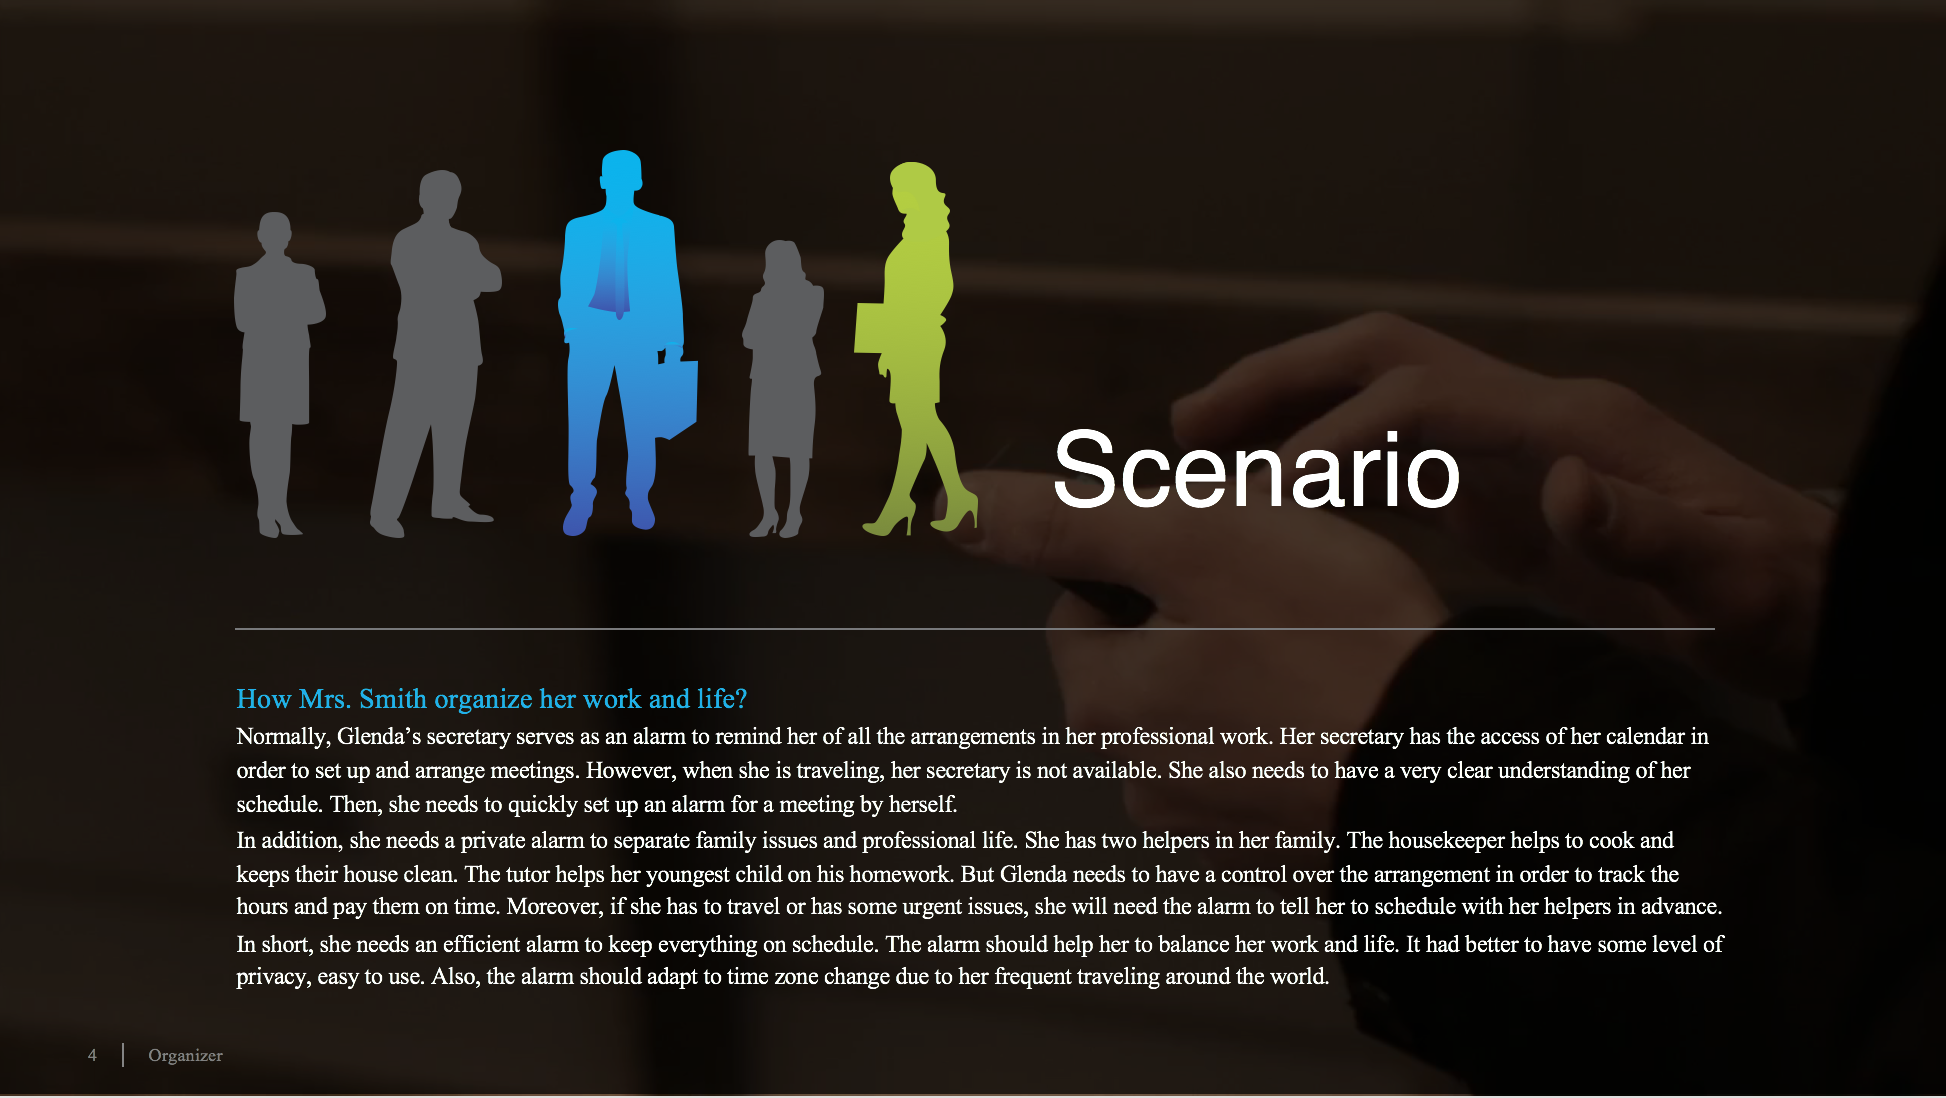 Scenario
How Mrs. Smith organize her work and life?
Normally, Glenda’s secretary serves as an alarm to remind her of all the arrangements in her professional work. Her secretary has the access of her calendar in
order to set up and arrange meetings. However, when she is traveling, her secretary is not available. She also needs to have a very clear understanding of her
schedule. Then, she needs to quickly set up an alarm for a meeting by herself.
In addition, she needs a private alarm to separate family issues and professional life. She has two helpers in her family. The housekeeper helps to cook and
keeps their house clean. The tutor helps her youngest child on his homework. But Glenda needs to have a control over the arrangement in order to track the
hours and pay them on time. Moreover, if she has to travel or has some urgent issues, she will need the alarm to tell her to schedule with her helpers in advance.
In short, she needs an efficient alarm to keep everything on schedule. The alarm should help her to balance her work and life. It had better to have some level of
privacy, easy to use. Also, the alarm should adapt to time zone change due to her frequent traveling around the world.
4 | Organizer